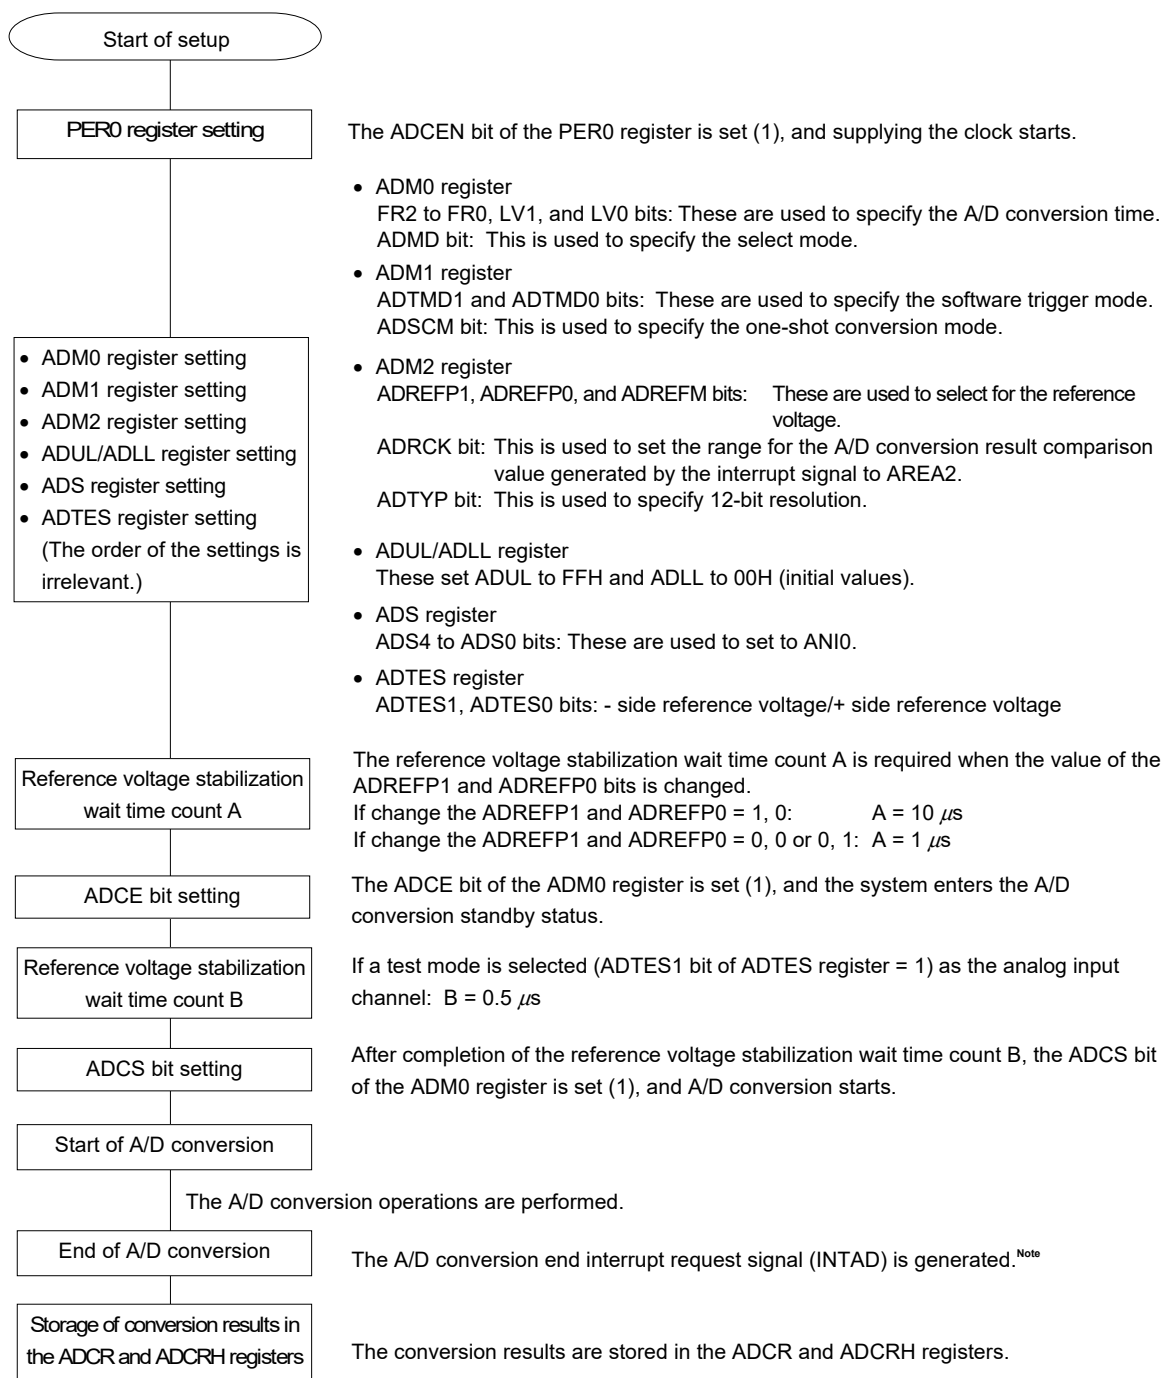 Start of setup
PER0 register setting
The ADCEN bit of the PER0 register is set (1), and supplying the clock starts.
• ADM0 register
FR2 to FR0, LV1, and LV0 bits: These are used to specify the A/D conversion time.
ADMD bit: This is used to specify the select mode.
• ADM1 register
ADTMD1 and ADTMD0 bits: These are used to specify the software trigger mode.
ADSCM bit: This is used to specify the one-shot conversion mode.
• ADM0 register setting
• ADM1 register setting
• ADM2 register setting
• ADUL/ADLL register setting
• ADS register setting
• ADTES register setting
(The order of the settings is
irrelevant.)
• ADM2 register
ADREFP1, ADREFP0, and ADREFM bits: These are used to select for the reference
voltage.
ADRCK bit: This is used to set the range for the A/D conversion result comparison
value generated by the interrupt signal to AREA2.
ADTYP bit: This is used to specify 12-bit resolution.
• ADUL/ADLL register
These set ADUL to FFH and ADLL to 00H (initial values).
• ADS register
ADS4 to ADS0 bits: These are used to set to ANI0.
• ADTES register
ADTES1, ADTES0 bits: - side reference voltage/+ side reference voltage
Reference voltage stabilization
wait time count A
The reference voltage stabilization wait time count A is required when the value of the
ADREFP1 and ADREFP0 bits is changed.
If change the ADREFP1 and ADREFP0 = 1, 0: A = 10 μs
If change the ADREFP1 and ADREFP0 = 0, 0 or 0, 1: A = 1 μs
ADCE bit setting
The ADCE bit of the ADM0 register is set (1), and the system enters the A/D
conversion standby status.
Reference voltage stabilization
wait time count B
If a test mode is selected (ADTES1 bit of ADTES register = 1) as the analog input
channel: B = 0.5 μs
ADCS bit setting
After completion of the reference voltage stabilization wait time count B, the ADCS bit
of the ADM0 register is set (1), and A/D conversion starts.
Start of A/D conversion
The A/D conversion operations are performed.
End of A/D conversion
The A/D conversion end interrupt request signal (INTAD) is generated.Note
Storage of conversion results in
the ADCR and ADCRH registers
The conversion results are stored in the ADCR and ADCRH registers.